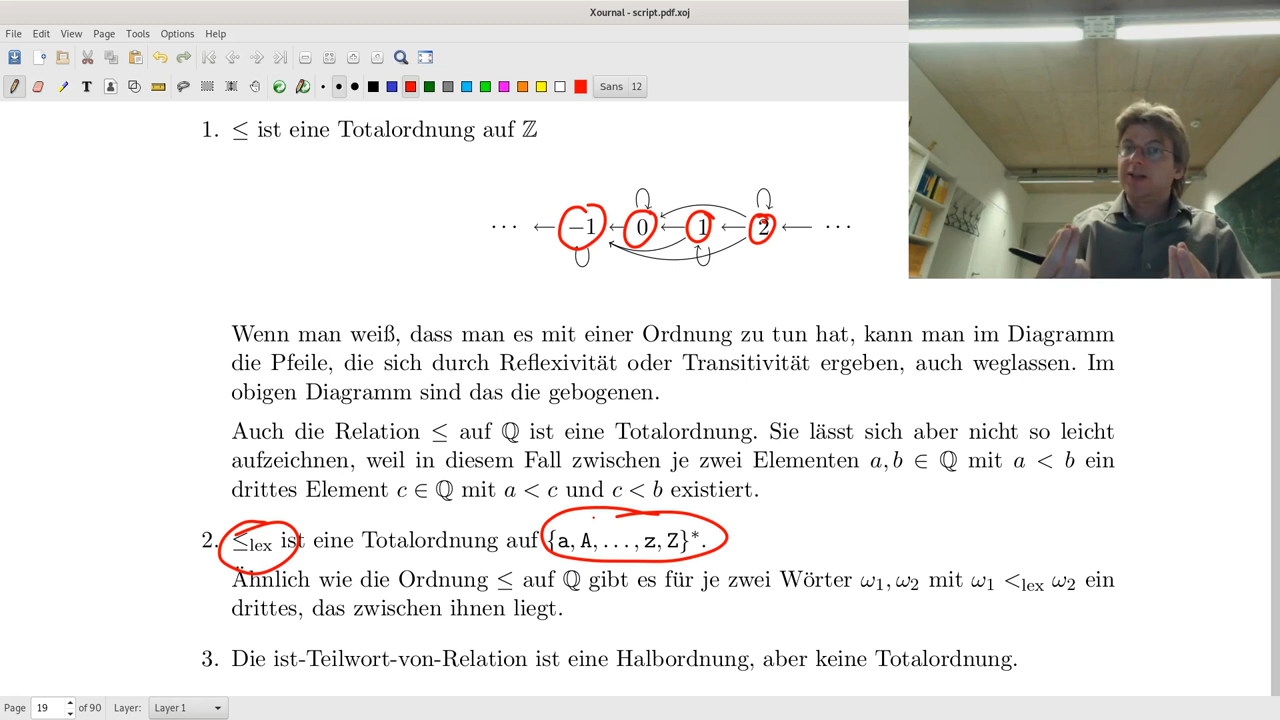 Xournal - script.pdf.xoj
File Edit View Page Tools Options Help
T Sans 12
1. ≤ ist eine Totalordnung auf ℤ
··· ← −1 ← 0 ← 1 ← 2 ← ···
Wenn man weiß, dass man es mit einer Ordnung zu tun hat, kann man im Diagramm
die Pfeile, die sich durch Reflexivität oder Transitivität ergeben, auch weglassen. Im
obigen Diagramm sind das die gebogenen.
Auch die Relation ≤ auf ℚ ist eine Totalordnung. Sie lässt sich aber nicht so leicht
aufzeichnen, weil in diesem Fall zwischen je zwei Elementen a, b ∈ ℚ mit a < b ein
drittes Element c ∈ ℚ mit a < c und c < b existiert.
2. ≤lex ist eine Totalordnung auf {a, A, . . . , z, Z}*.
Ähnlich wie die Ordnung ≤ auf ℚ gibt es für je zwei Wörter ω₁, ω₂ mit ω₁ <lex ω₂ ein
drittes, das zwischen ihnen liegt.
3. Die ist-Teilwort-von-Relation ist eine Halbordnung, aber keine Totalordnung.
Page 19 of 90 Layer: Layer 1